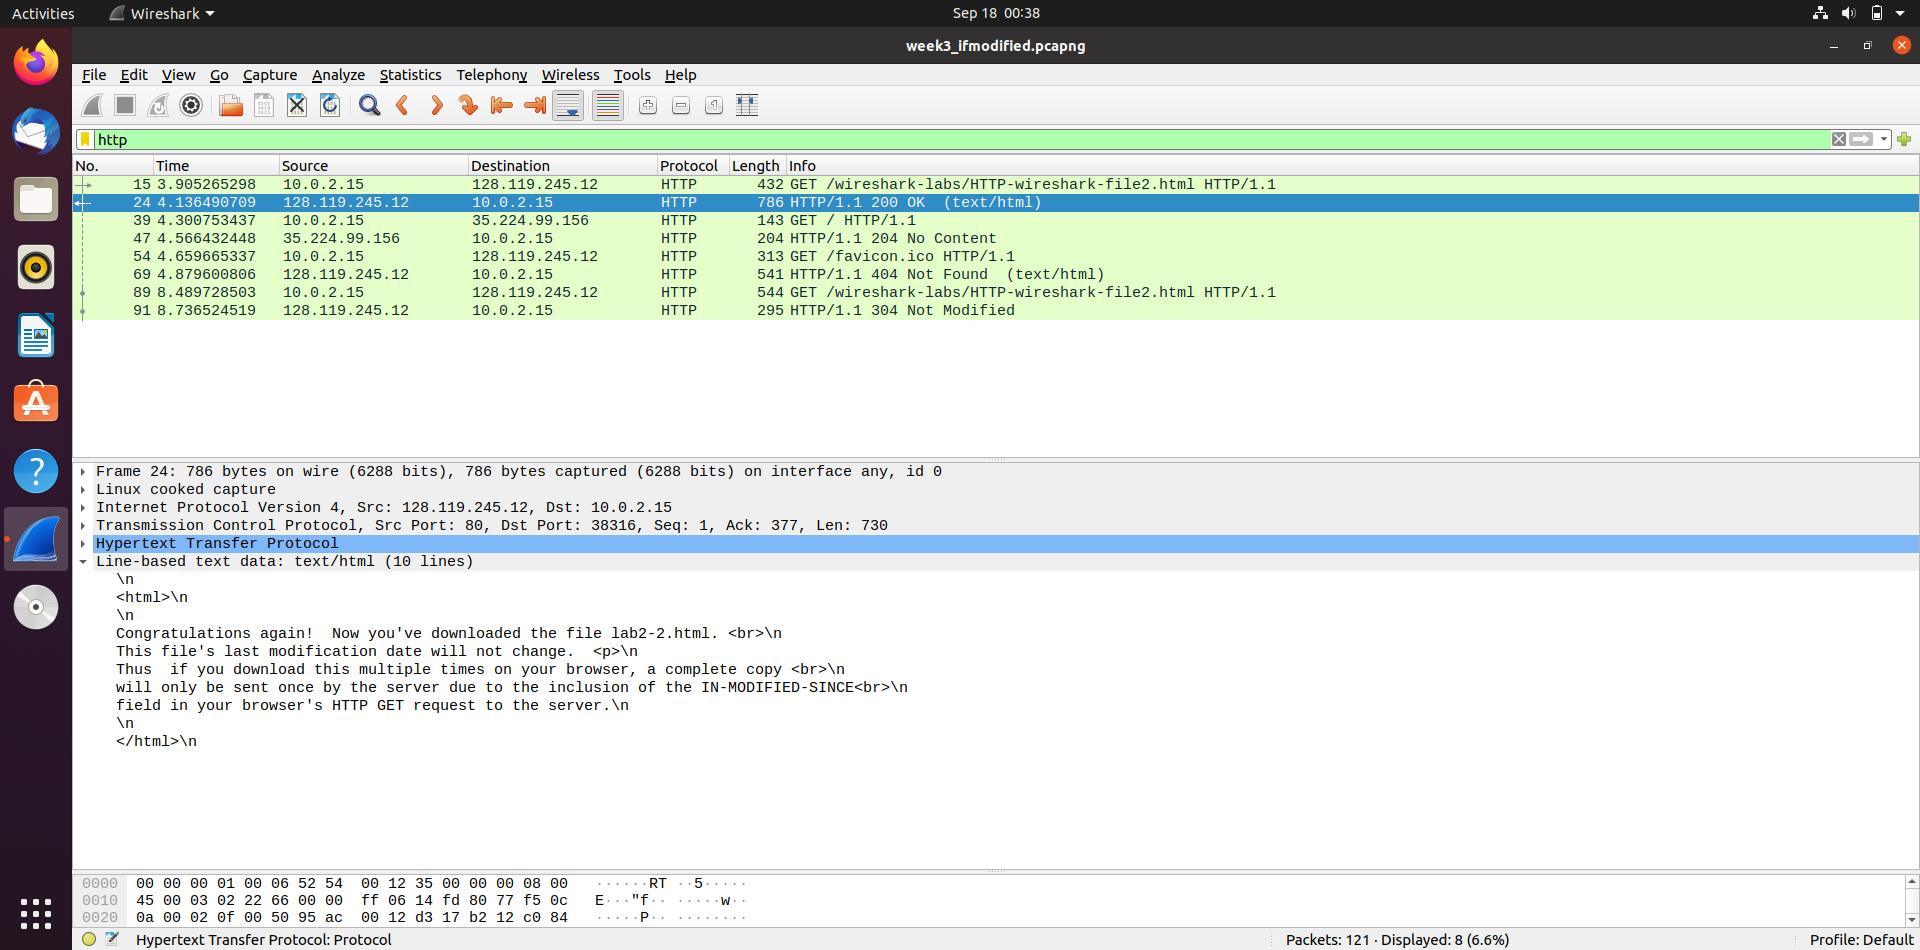 Activities Wireshark Sep 18 00:38
week3_ifmodified.pcapng
File Edit View Go Capture Analyze Statistics Telephony Wireless Tools Help
http
No. Time Source Destination Protocol Length Info
15 3.905265298 10.0.2.15 128.119.245.12 HTTP 432 GET /wireshark-labs/HTTP-wireshark-file2.html HTTP/1.1
24 4.136490709 128.119.245.12 10.0.2.15 HTTP 786 HTTP/1.1 200 OK  (text/html)
39 4.300753437 10.0.2.15 35.224.99.156 HTTP 143 GET / HTTP/1.1
47 4.566432448 35.224.99.156 10.0.2.15 HTTP 204 HTTP/1.1 204 No Content
54 4.659665337 10.0.2.15 128.119.245.12 HTTP 313 GET /favicon.ico HTTP/1.1
69 4.879600806 128.119.245.12 10.0.2.15 HTTP 541 HTTP/1.1 404 Not Found  (text/html)
89 8.489728503 10.0.2.15 128.119.245.12 HTTP 544 GET /wireshark-labs/HTTP-wireshark-file2.html HTTP/1.1
91 8.736524519 128.119.245.12 10.0.2.15 HTTP 295 HTTP/1.1 304 Not Modified
Frame 24: 786 bytes on wire (6288 bits), 786 bytes captured (6288 bits) on interface any, id 0
Linux cooked capture
Internet Protocol Version 4, Src: 128.119.245.12, Dst: 10.0.2.15
Transmission Control Protocol, Src Port: 80, Dst Port: 38316, Seq: 1, Ack: 377, Len: 730
Hypertext Transfer Protocol
Line-based text data: text/html (10 lines)
\n
<html>\n
\n
Congratulations again!  Now you've downloaded the file lab2-2.html. <br>\n
This file's last modification date will not change.  <p>\n
Thus  if you download this multiple times on your browser, a complete copy <br>\n
will only be sent once by the server due to the inclusion of the IN-MODIFIED-SINCE<br>\n
field in your browser's HTTP GET request to the server.\n
\n
</html>\n
0000 00 00 00 01 00 06 52 54 00 12 35 00 00 00 08 00 ······RT ··5·····
0010 45 00 03 02 22 66 00 00 ff 06 14 fd 80 77 f5 0c E···"f·· ·····w··
0020 0a 00 02 0f 00 50 95 ac 00 12 d3 17 b2 12 c0 84 ·····P·· ········
Hypertext Transfer Protocol: Protocol Packets: 121 · Displayed: 8 (6.6%) Profile: Default